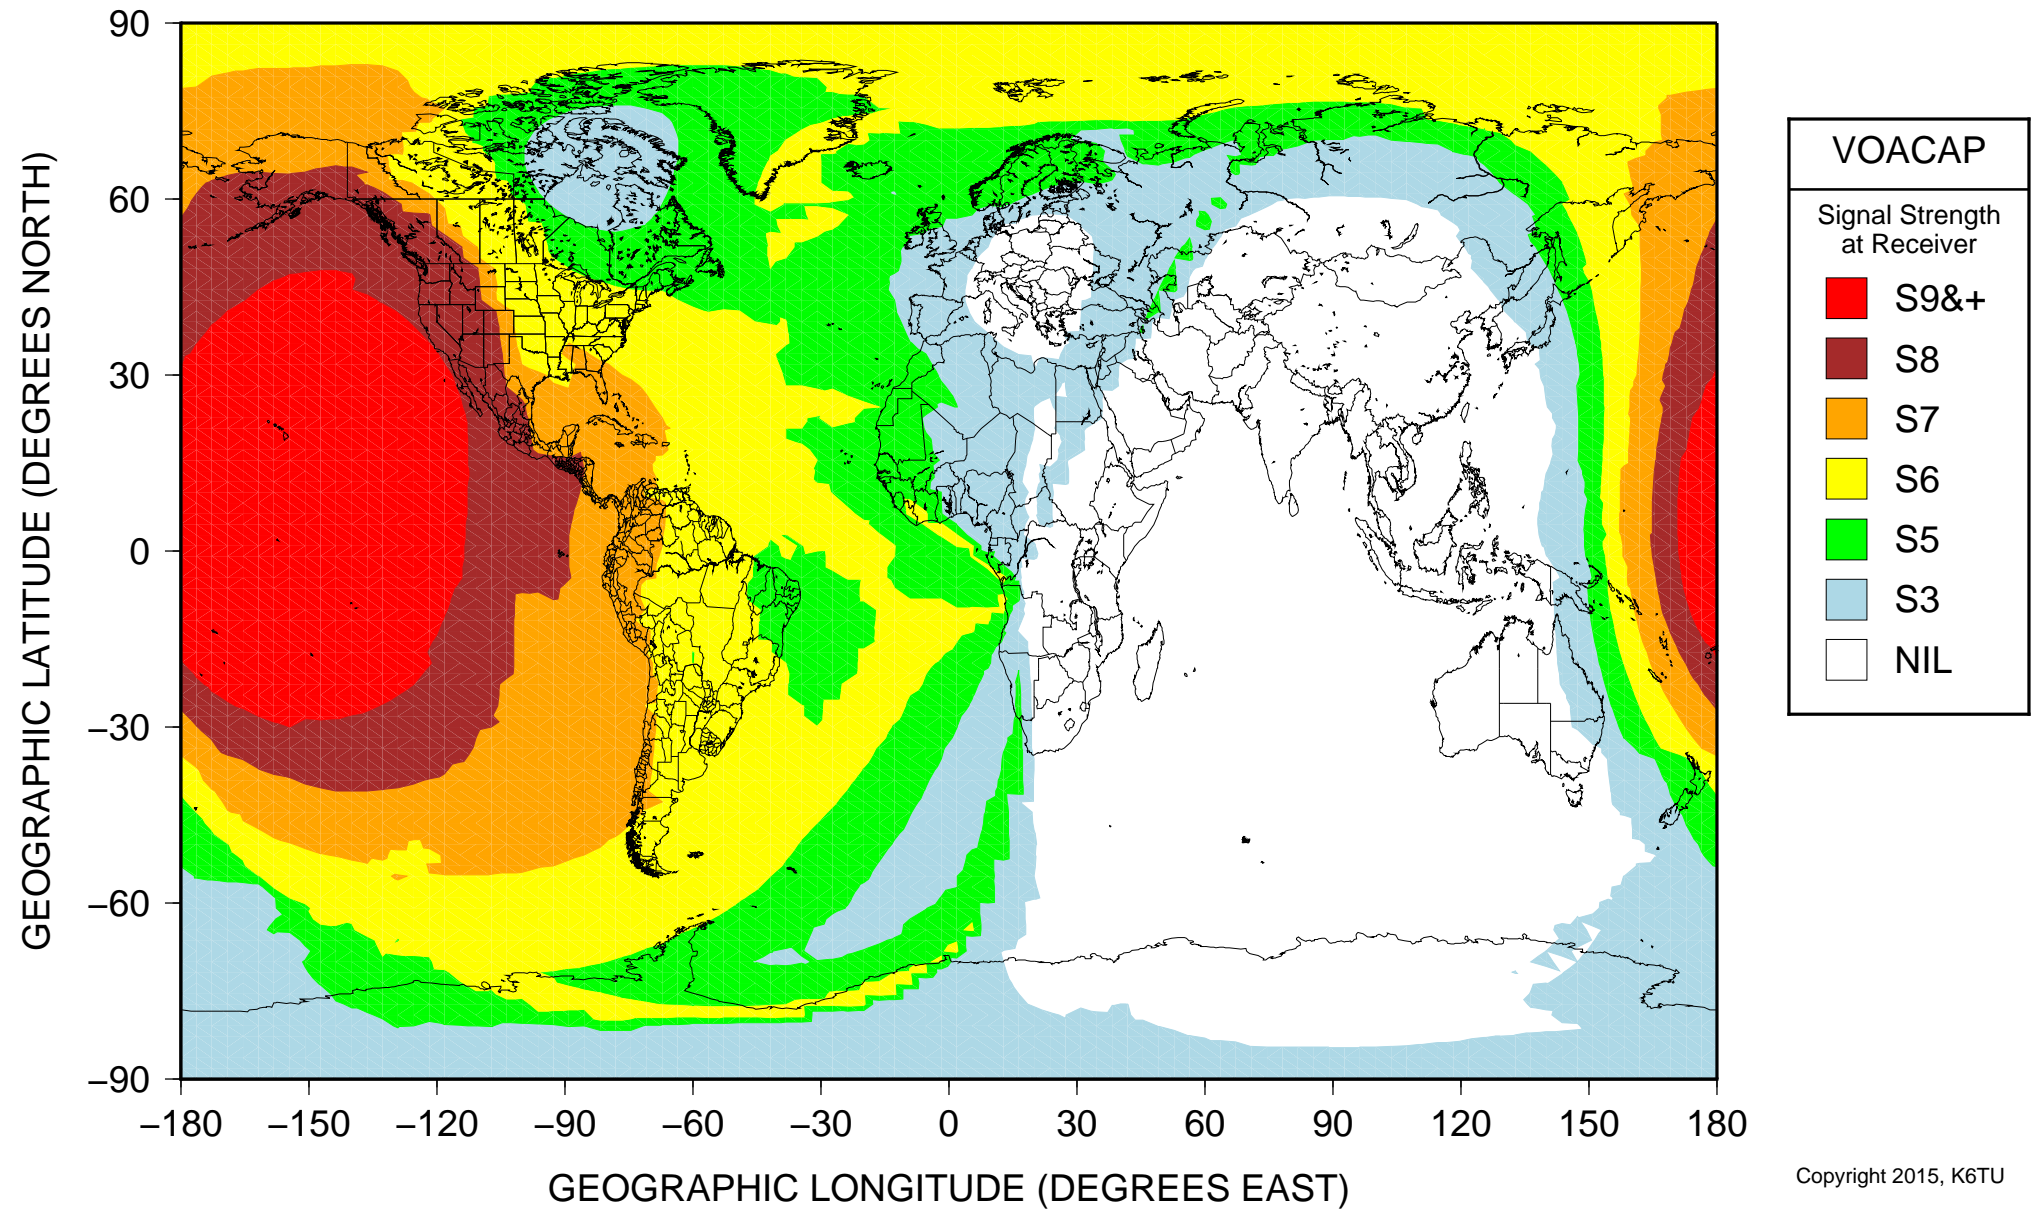 90
60
30
0
−30
−60
−90
GEOGRAPHIC LATITUDE (DEGREES NORTH)
−180 −150 −120 −90 −60 −30 0 30 60 90 120 150 180
GEOGRAPHIC LONGITUDE (DEGREES EAST)
VOACAP
Signal Strength
at Receiver
S9&+
S8
S7
S6
S5
S3
NIL
Copyright 2015, K6TU